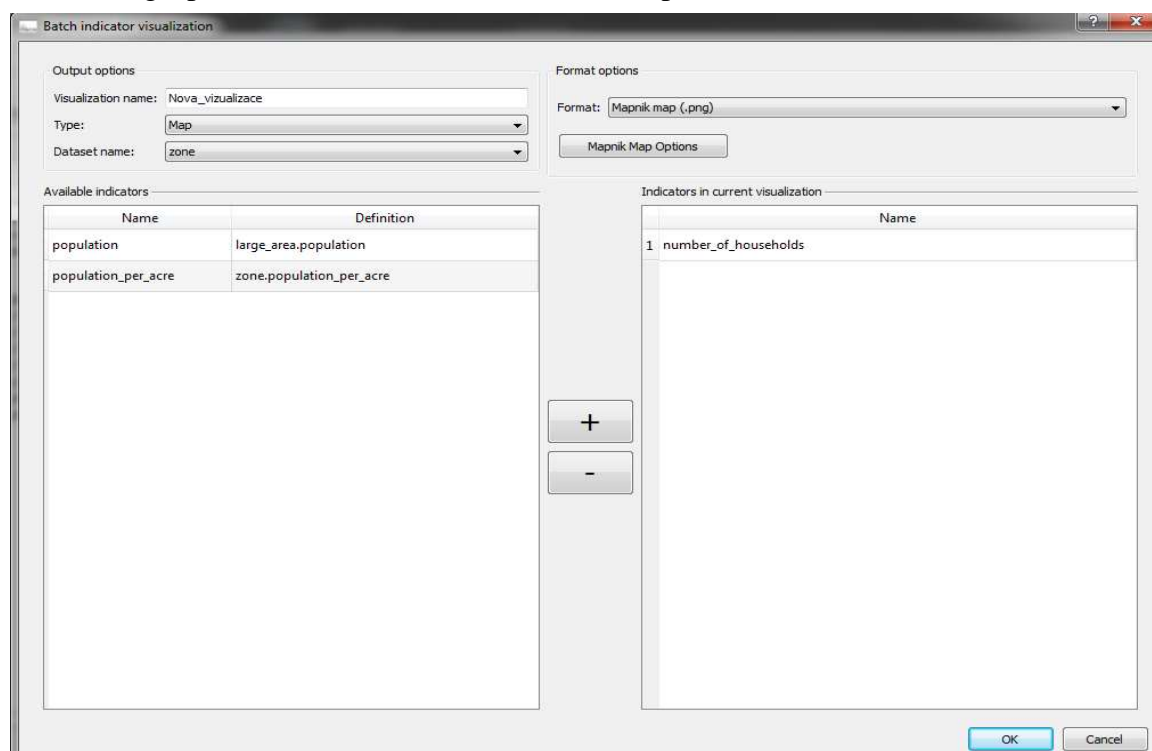 Batch indicator visualization
Output options
Visualization name: Nova_vizualizace
Type: Map
Dataset name: zone
Format options
Format: Mapnik map (.png)
Mapnik Map Options
Available indicators
Name Definition
population large_area.population
population_per_acre zone.population_per_acre
+
-
Indicators in current visualization
Name
1 number_of_households
OK Cancel